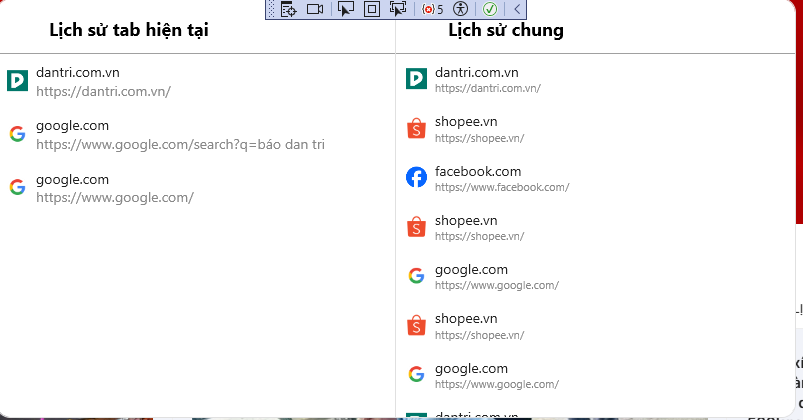 5
Lịch sử tab hiện tại
dantri.com.vn
https://dantri.com.vn/
google.com
https://www.google.com/search?q=báo dan tri
google.com
https://www.google.com/
Lịch sử chung
dantri.com.vn
https://dantri.com.vn/
shopee.vn
https://shopee.vn/
facebook.com
https://www.facebook.com/
shopee.vn
https://shopee.vn/
google.com
https://www.google.com/
shopee.vn
https://shopee.vn/
google.com
https://www.google.com/
dantri.com.vn